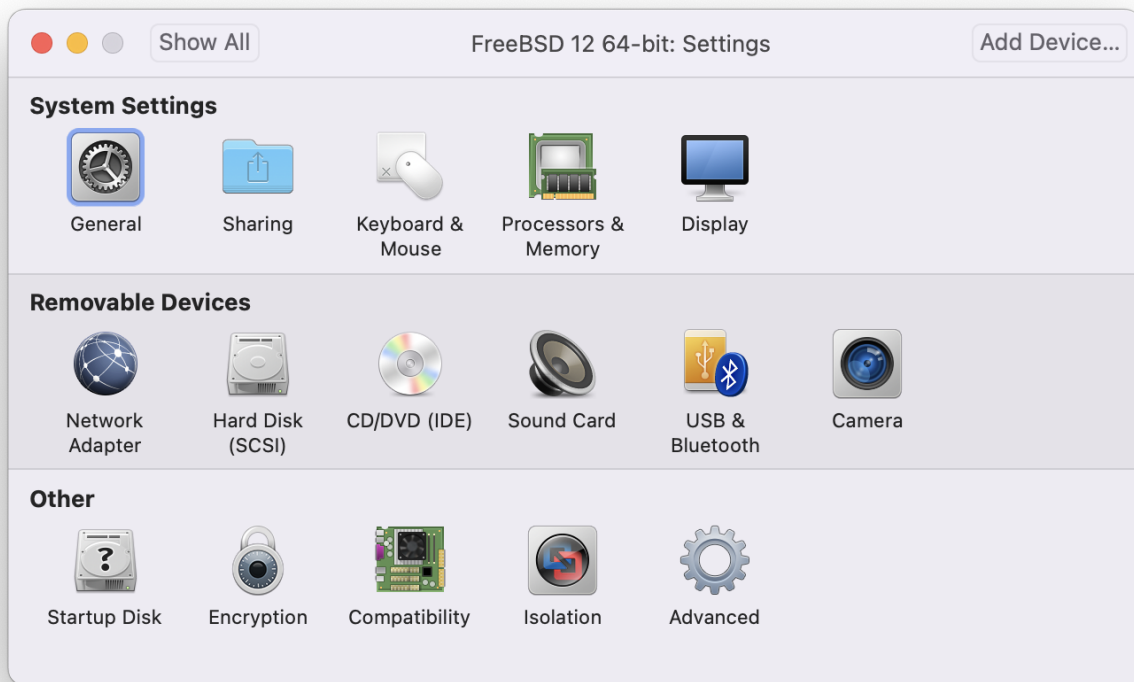 Show All
FreeBSD 12 64-bit: Settings
Add Device...
System Settings
General
Sharing
Keyboard &
Mouse
Processors &
Memory
Display
Removable Devices
Network
Adapter
Hard Disk
(SCSI)
CD/DVD (IDE)
Sound Card
USB &
Bluetooth
Camera
Other
?
Startup Disk
Encryption
Compatibility
Isolation
Advanced